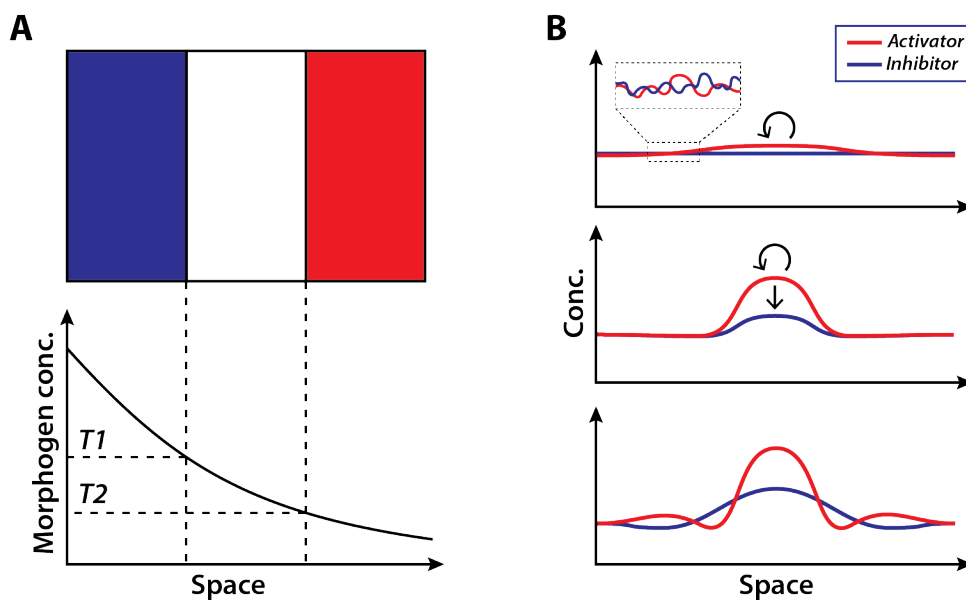 A
Morphogen conc.
T1
T2
Space
B
Activator
Inhibitor
Conc.
Space